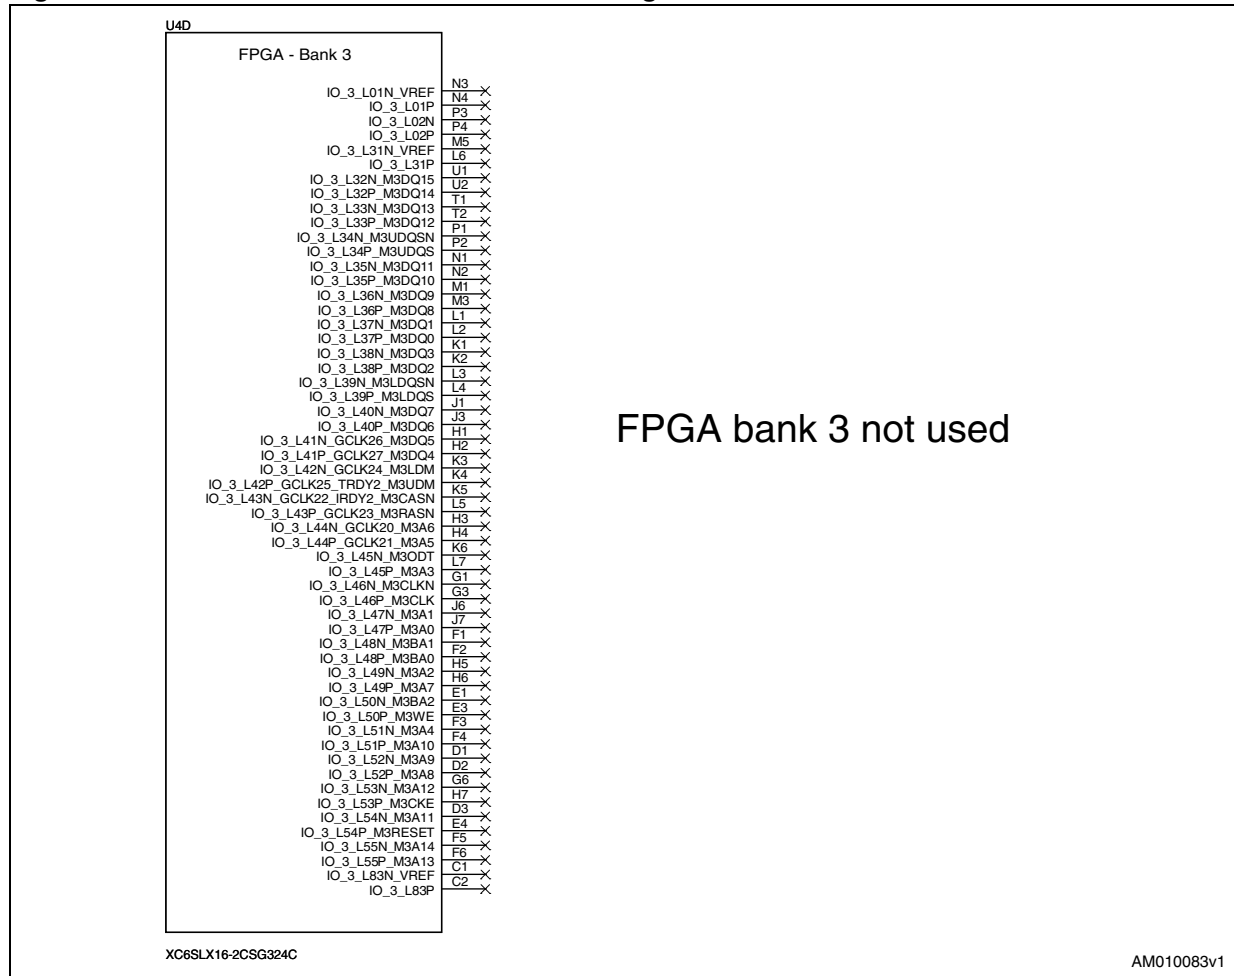 U4D
FPGA - Bank 3
IO_3_L01N_VREF N3
IO_3_L01P N4
IO_3_L02N P3
IO_3_L02P P4
IO_3_L31N_VREF M5
IO_3_L31P L6
IO_3_L32N_M3DQ15 U1
IO_3_L32P_M3DQ14 U2
IO_3_L33N_M3DQ13 T1
IO_3_L33P_M3DQ12 T2
IO_3_L34N_M3UDQSN P1
IO_3_L34P_M3UDQS P2
IO_3_L35N_M3DQ11 N1
IO_3_L35P_M3DQ10 N2
IO_3_L36N_M3DQ9 M1
IO_3_L36P_M3DQ8 M3
IO_3_L37N_M3DQ1 L1
IO_3_L37P_M3DQ0 L2
IO_3_L38N_M3DQ3 K1
IO_3_L38P_M3DQ2 K2
IO_3_L39N_M3LDQSN L3
IO_3_L39P_M3LDQS L4
IO_3_L40N_M3DQ7 J1
IO_3_L40P_M3DQ6 J3
IO_3_L41N_GCLK26_M3DQ5 H1
IO_3_L41P_GCLK27_M3DQ4 H2
IO_3_L42N_GCLK24_M3LDM K3
IO_3_L42P_GCLK25_TRDY2_M3UDM K4
IO_3_L43N_GCLK22_IRDY2_M3CASN K5
IO_3_L43P_GCLK23_M3RASN L5
IO_3_L44N_GCLK20_M3A6 H3
IO_3_L44P_GCLK21_M3A5 H4
IO_3_L45N_M3ODT K6
IO_3_L45P_M3A3 L7
IO_3_L46N_M3CLKN G1
IO_3_L46P_M3CLK G3
IO_3_L47N_M3A1 J6
IO_3_L47P_M3A0 J7
IO_3_L48N_M3BA1 F1
IO_3_L48P_M3BA0 F2
IO_3_L49N_M3A2 H5
IO_3_L49P_M3A7 H6
IO_3_L50N_M3BA2 E1
IO_3_L50P_M3WE E3
IO_3_L51N_M3A4 F3
IO_3_L51P_M3A10 F4
IO_3_L52N_M3A9 D1
IO_3_L52P_M3A8 D2
IO_3_L53N_M3A12 G6
IO_3_L53P_M3CKE H7
IO_3_L54N_M3A11 D3
IO_3_L54P_M3RESET E4
IO_3_L55N_M3A14 F5
IO_3_L55P_M3A13 F6
IO_3_L83N_VREF C1
IO_3_L83P C2
FPGA bank 3 not used
XC6SLX16-2CSG324C
AM010083v1